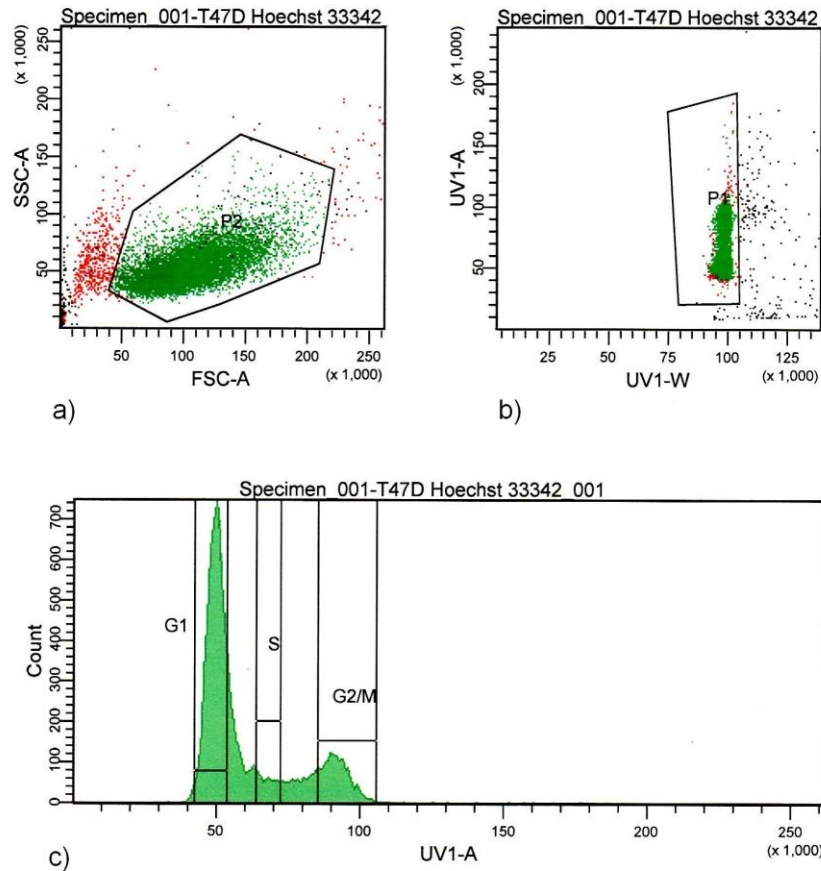 Specimen_001-T47D Hoechst 33342
(x 1,000)
SSC-A
250
200
150
100
50
P2
50 100 150 200 250
FSC-A
(x 1,000)
a)
Specimen_001-T47D Hoechst 33342
(x 1,000)
UV1-A
200
150
100
50
P1
25 50 75 100 125
UV1-W
(x 1,000)
b)
Specimen_001-T47D Hoechst 33342_001
Count
700
600
500
400
300
200
100
0
G1
S
G2/M
50 100 150 200 250
UV1-A
(x 1,000)
c)